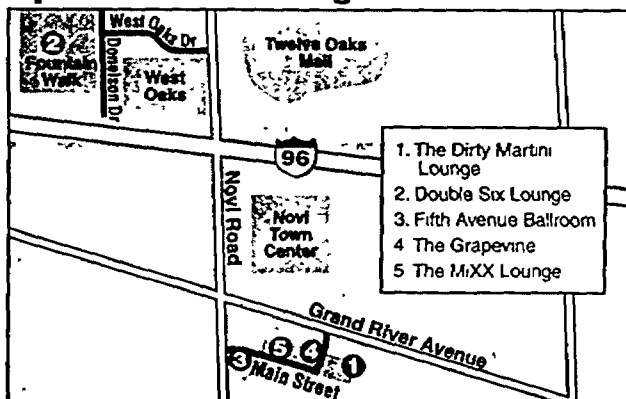 West Oaks Dr
2
Fountain
Walk
Donelson Dr
West
Oaks
Twelve Oaks
Mall
96
Novi Road
Novi
Town
Center
1. The Dirty Martini
Lounge
2. Double Six Lounge
3. Fifth Avenue Ballroom
4 The Grapevine
5 The MiXX Lounge
Grand River Avenue
3
5
4
1
Main Street